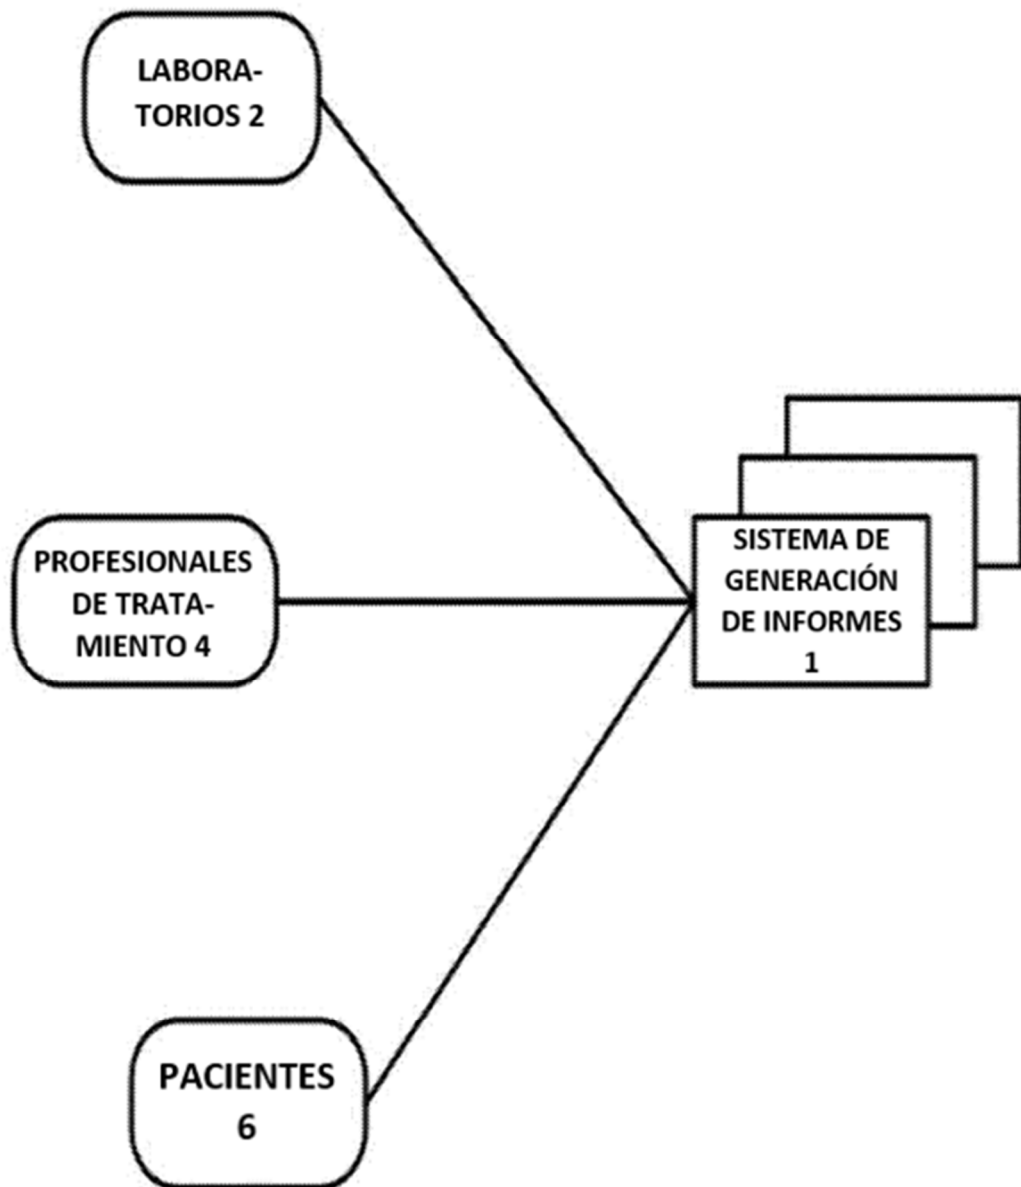 LABORA-
TORIOS 2
PROFESIONALES
DE TRATA-
MIENTO 4
SISTEMA DE
GENERACIÓN
DE INFORMES
1
PACIENTES
6